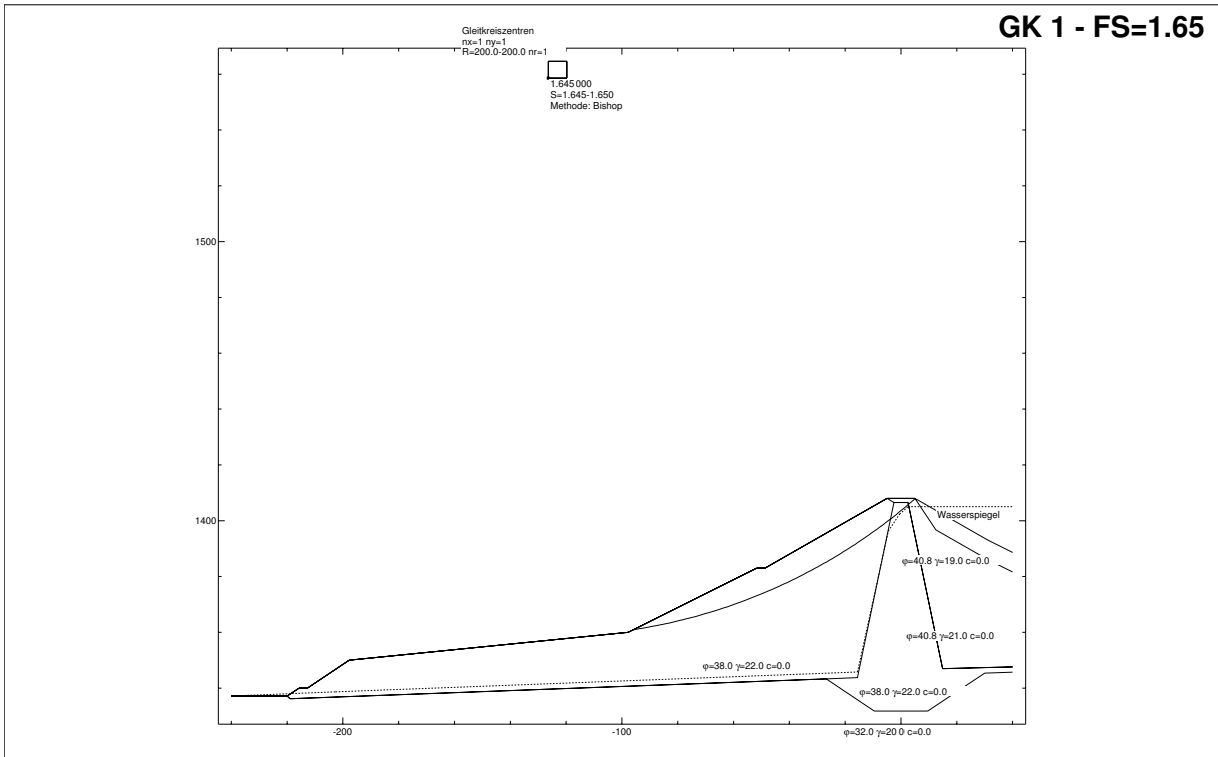 GK 1 - FS=1.65
Gleitkreiszentren
nx=1 ny=1
R=200.0-200.0 nr=1
1.645 000
S=1.645-1.650
Methode: Bishop
1500
1400
Wasserspiegel
φ=40.8 γ=19.0 c=0.0
φ=40.8 γ=21.0 c=0.0
φ=38.0 γ=22.0 c=0.0
φ=38.0 γ=22.0 c=0.0
-200
-100
φ=32.0 γ=20 0 c=0.0